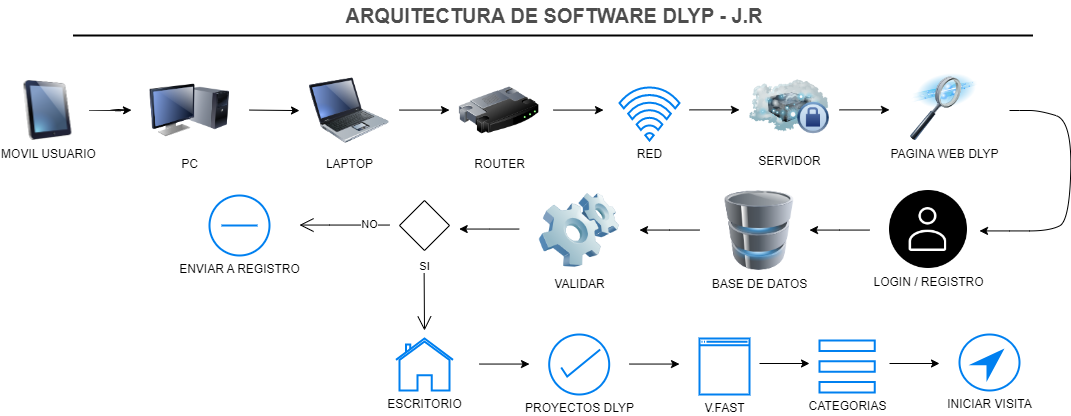 ARQUITECTURA DE SOFTWARE DLYP - J.R
MOVIL USUARIO
PC
LAPTOP
ROUTER
RED
SERVIDOR
PAGINA WEB DLYP
LOGIN / REGISTRO
BASE DE DATOS
VALIDAR
NO
ENVIAR A REGISTRO
SI
ESCRITORIO
PROYECTOS DLYP
V.FAST
CATEGORIAS
INICIAR VISITA